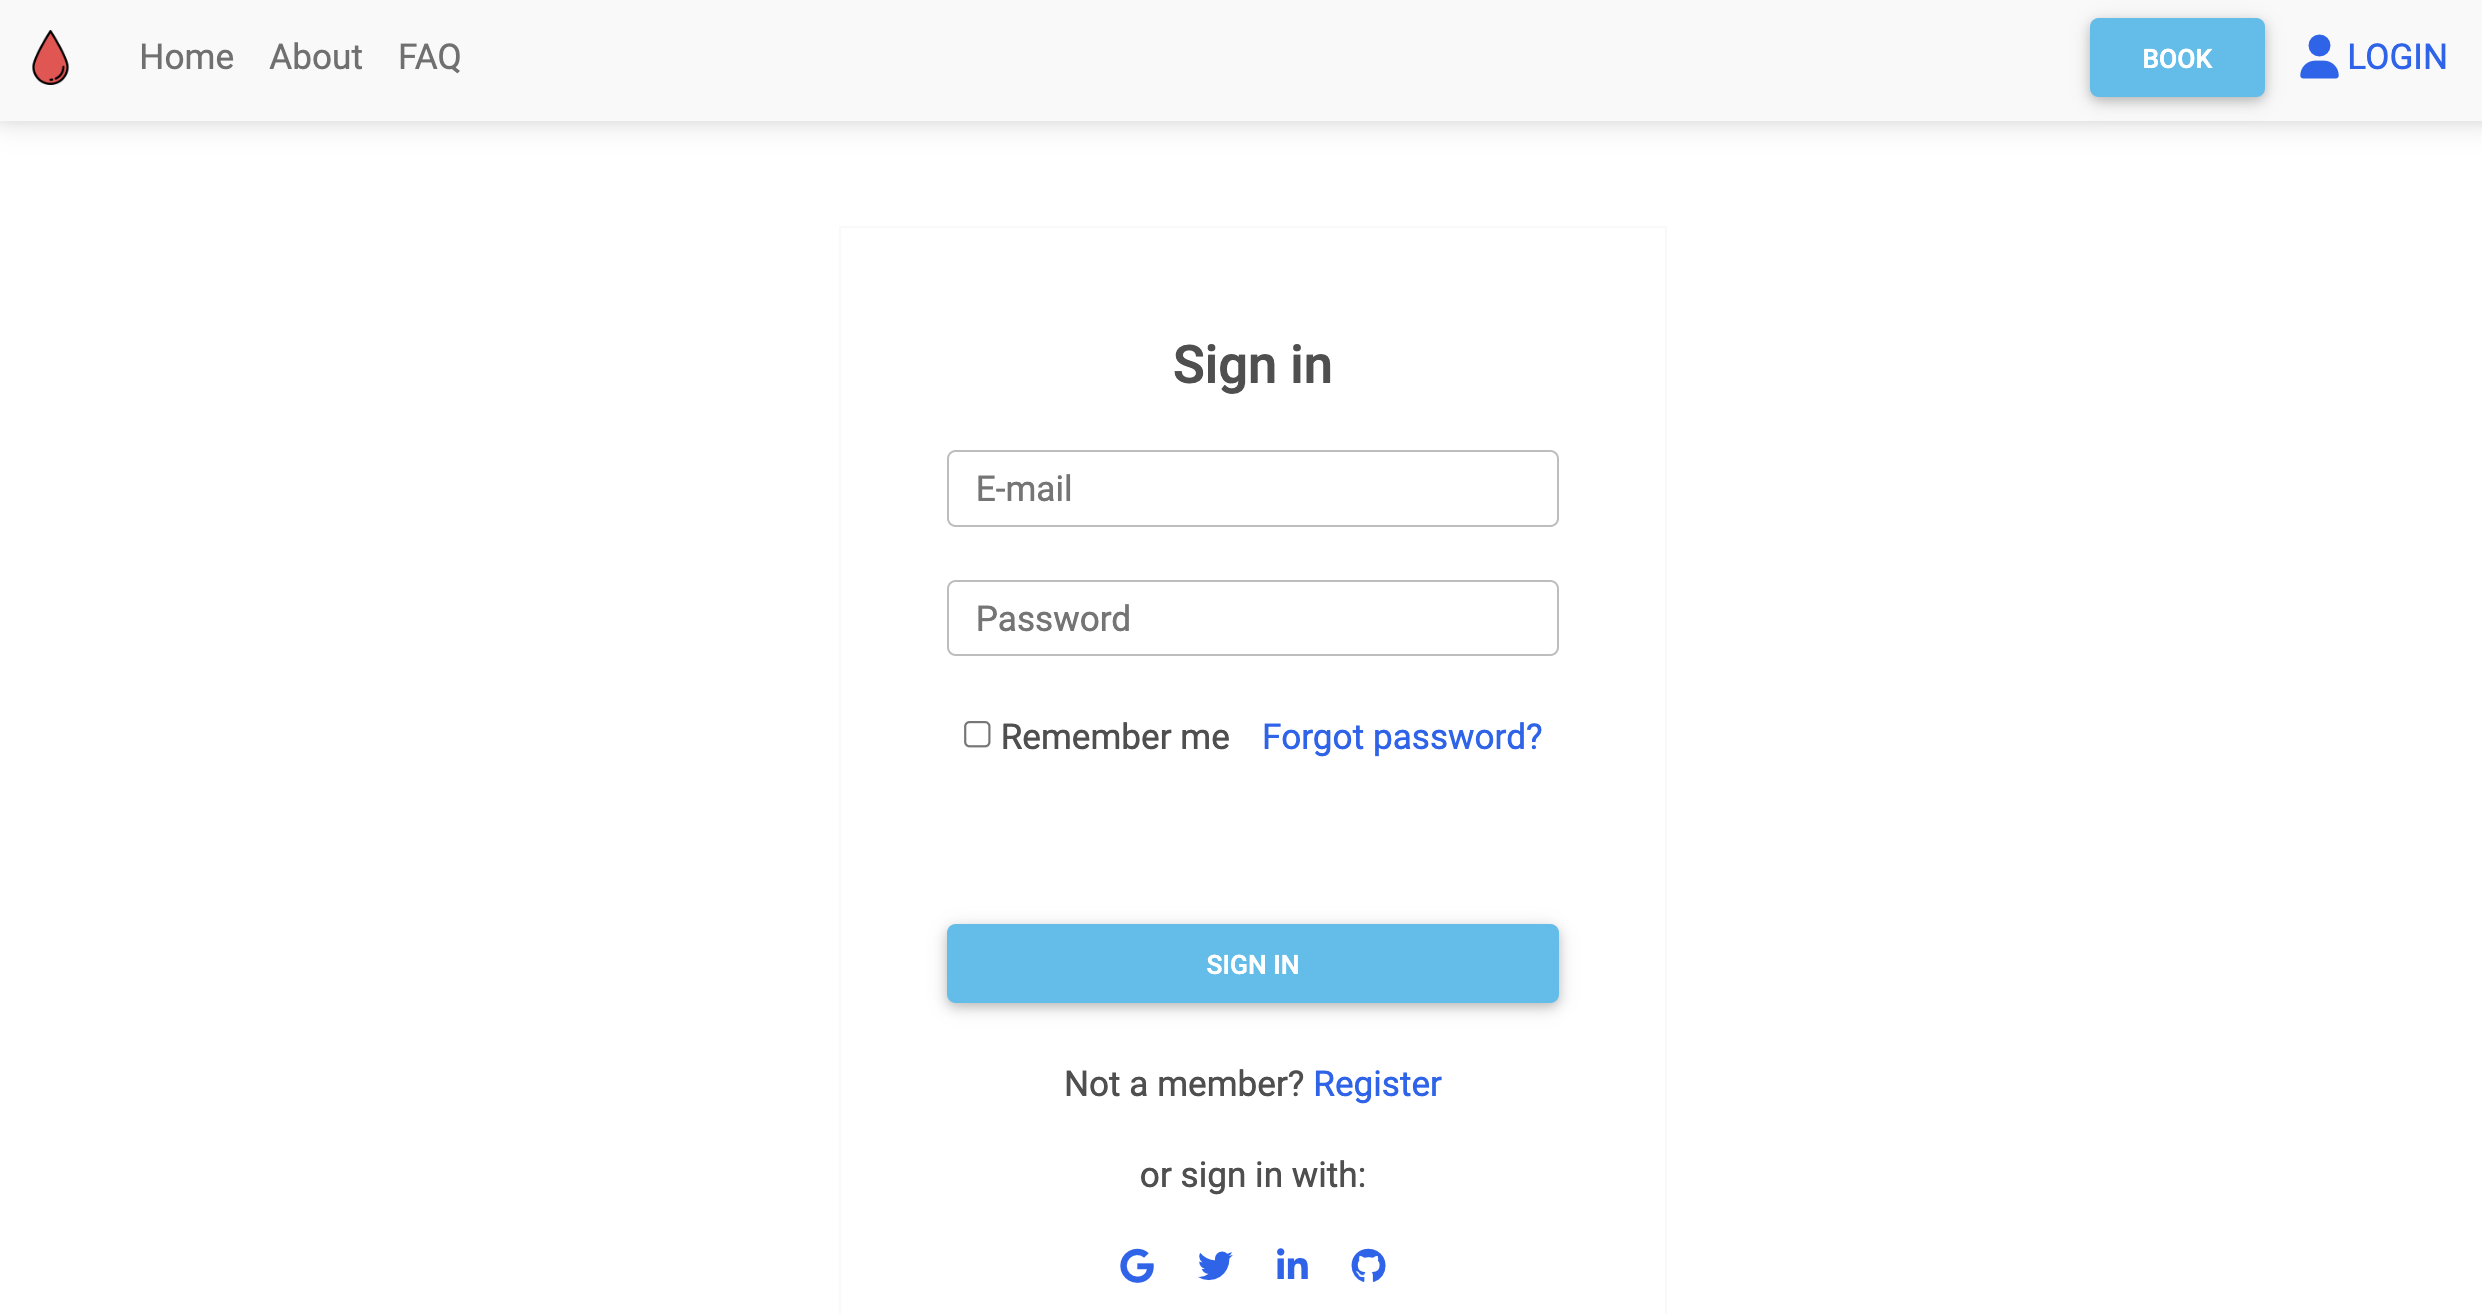 Home About FAQ BOOK LOGIN
Sign in
E-mail
Password
Remember me Forgot password?
SIGN IN
Not a member? Register
or sign in with: